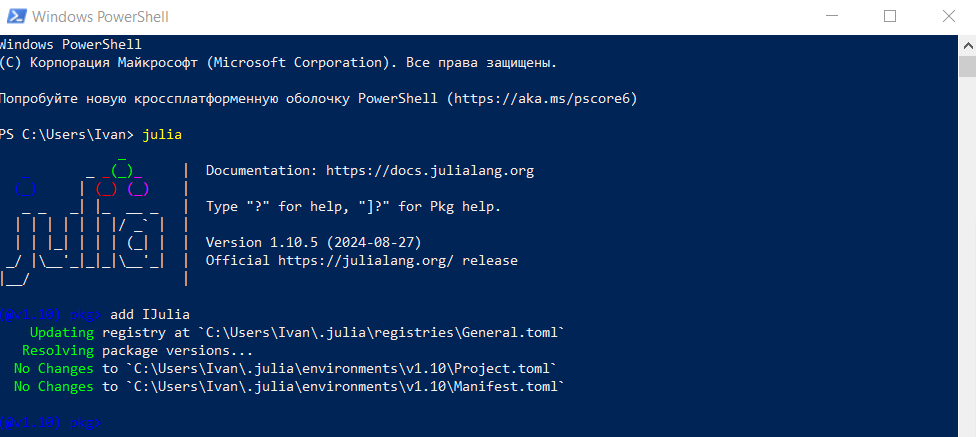 Windows PowerShell
Windows PowerShell
(C) Корпорация Майкрософт (Microsoft Corporation). Все права защищены.
Попробуйте новую кроссплатформенную оболочку PowerShell (https://aka.ms/pscore6)
PS C:\Users\Ivan> julia
Documentation: https://docs.julialang.org
Type "?" for help, "]?" for Pkg help.
Version 1.10.5 (2024-08-27)
Official https://julialang.org/ release
(@v1.10) pkg> add IJulia
Updating registry at `C:\Users\Ivan\.julia\registries\General.toml`
Resolving package versions...
No Changes to `C:\Users\Ivan\.julia\environments\v1.10\Project.toml`
No Changes to `C:\Users\Ivan\.julia\environments\v1.10\Manifest.toml`
(@v1.10) pkg>